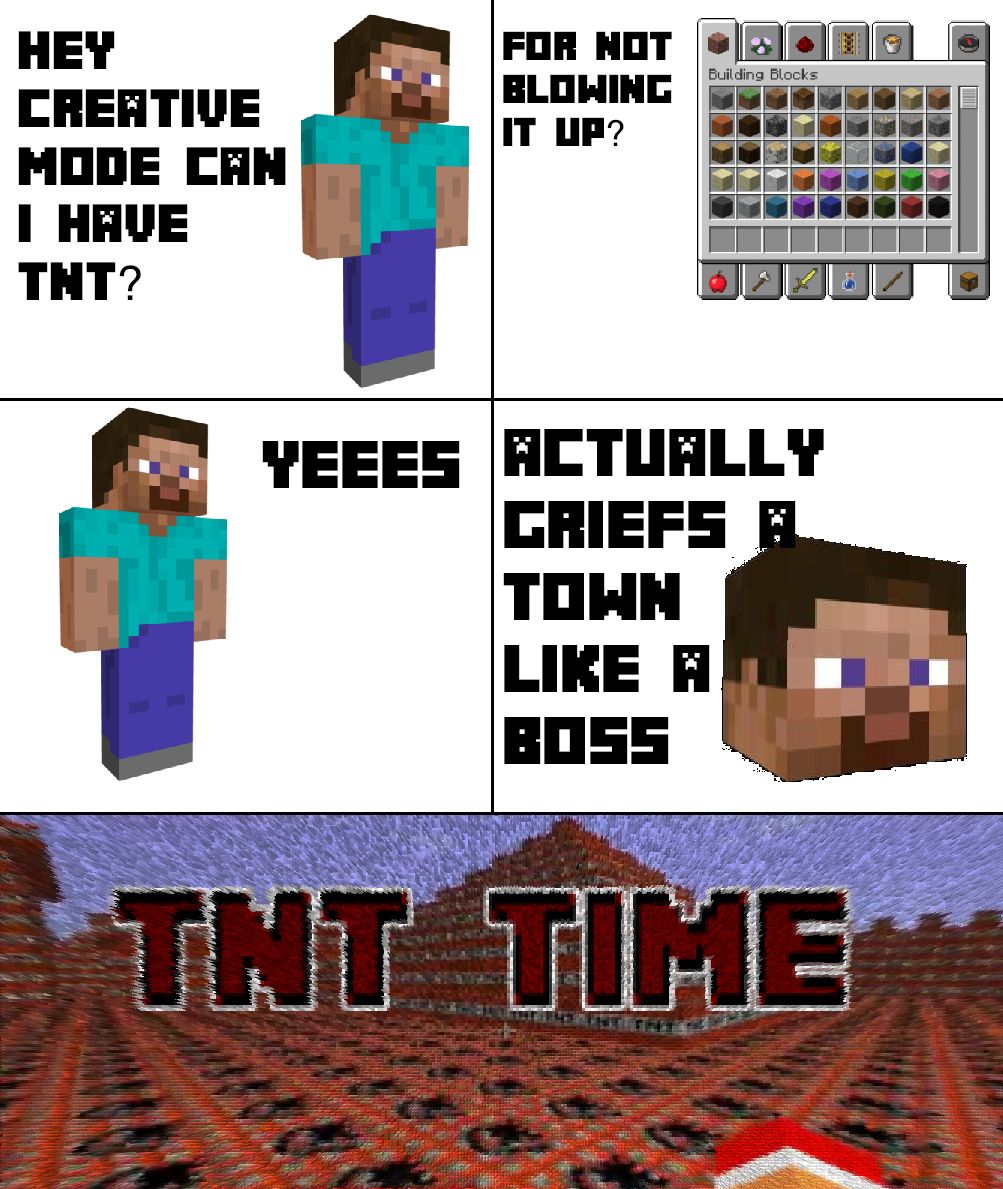 HEY
CREATIVE
MODE CAN
I HAVE
TNT?
FOR NOT
BLOWING
IT UP?
Building Blocks
YEEES
ACTUALLY
GRIEFS A
TOWN
LIKE A
BOSS
TNT TIME